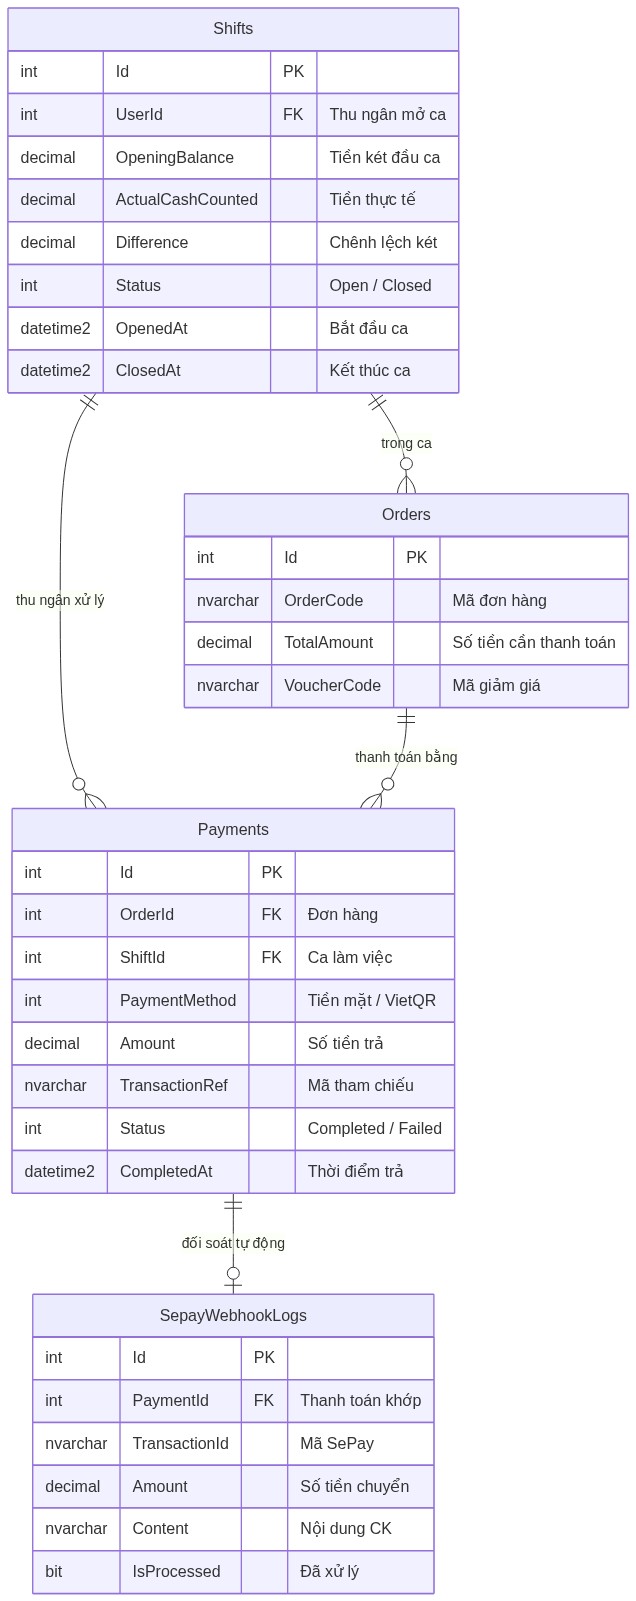 Shifts
int Id PK
int UserId FK Thu ngân mở ca
decimal OpeningBalance Tiền két đầu ca
decimal ActualCashCounted Tiền thực tế
decimal Difference Chênh lệch két
int Status Open / Closed
datetime2 OpenedAt Bắt đầu ca
datetime2 ClosedAt Kết thúc ca
trong ca
Orders
int Id PK
nvarchar OrderCode Mã đơn hàng
decimal TotalAmount Số tiền cần thanh toán
nvarchar VoucherCode Mã giảm giá
thu ngân xử lý
thanh toán bằng
Payments
int Id PK
int OrderId FK Đơn hàng
int ShiftId FK Ca làm việc
int PaymentMethod Tiền mặt / VietQR
decimal Amount Số tiền trả
nvarchar TransactionRef Mã tham chiếu
int Status Completed / Failed
datetime2 CompletedAt Thời điểm trả
đối soát tự động
SepayWebhookLogs
int Id PK
int PaymentId FK Thanh toán khớp
nvarchar TransactionId Mã SePay
decimal Amount Số tiền chuyển
nvarchar Content Nội dung CK
bit IsProcessed Đã xử lý